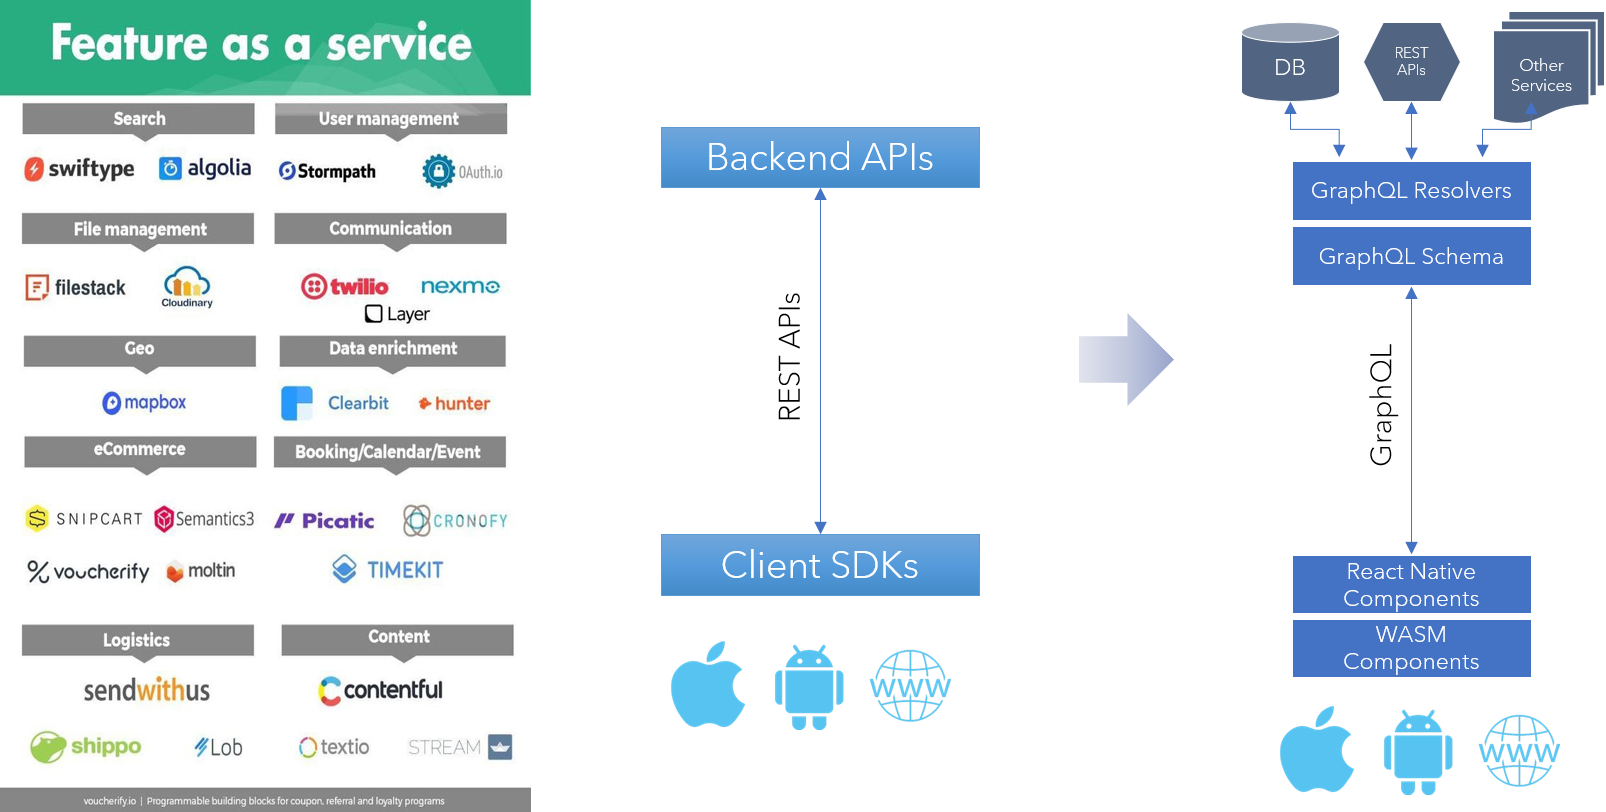 Feature as a service
Search
User management
swiftype
algolia
Stormpath
OAuth.io
File management
Communication
filestack
Cloudinary
twilio
nexmo
Layer
Geo
Data enrichment
mapbox
Clearbit
hunter
eCommerce
Booking/Calendar/Event
SNIPCART
Semantics3
Picatic
CRONOFY
voucherify
moltin
TIMEKIT
Logistics
Content
sendwithus
contentful
shippo
Lob
textio
STREAM
voucherify.io | Programmable building blocks for coupon, referral and loyalty programs
Backend APIs
REST APIs
Client SDKs
WWW
DB
REST
APIs
Other
Services
GraphQL Resolvers
GraphQL Schema
GraphQL
React Native
Components
WASM
Components
WWW